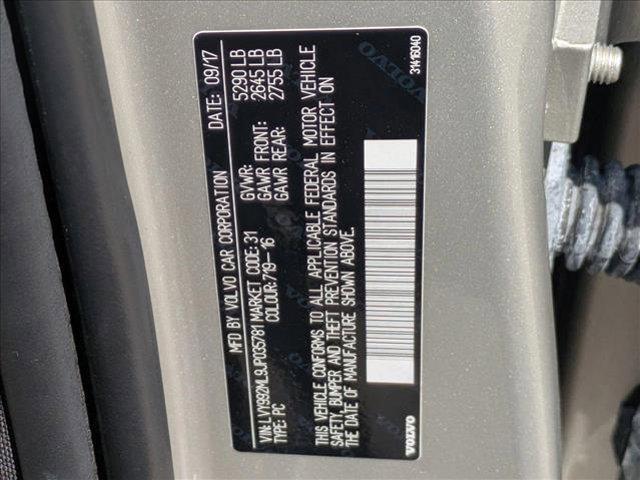 MFD BY VOLVO CAR CORPORATION DATE: 09/17
VIN: LVY992ML9JP035781 MARKET CODE: 31
TYPE: PC COLOUR: 719-16
GVWR: 5290 LB
GAWR FRONT: 2645 LB
GAWR REAR: 2755 LB
THIS VEHICLE CONFORMS TO ALL APPLICABLE FEDERAL MOTOR VEHICLE
SAFETY, BUMPER AND THEFT PREVENTION STANDARDS IN EFFECT ON
THE DATE OF MANUFACTURE SHOWN ABOVE.
VOLVO 31416040